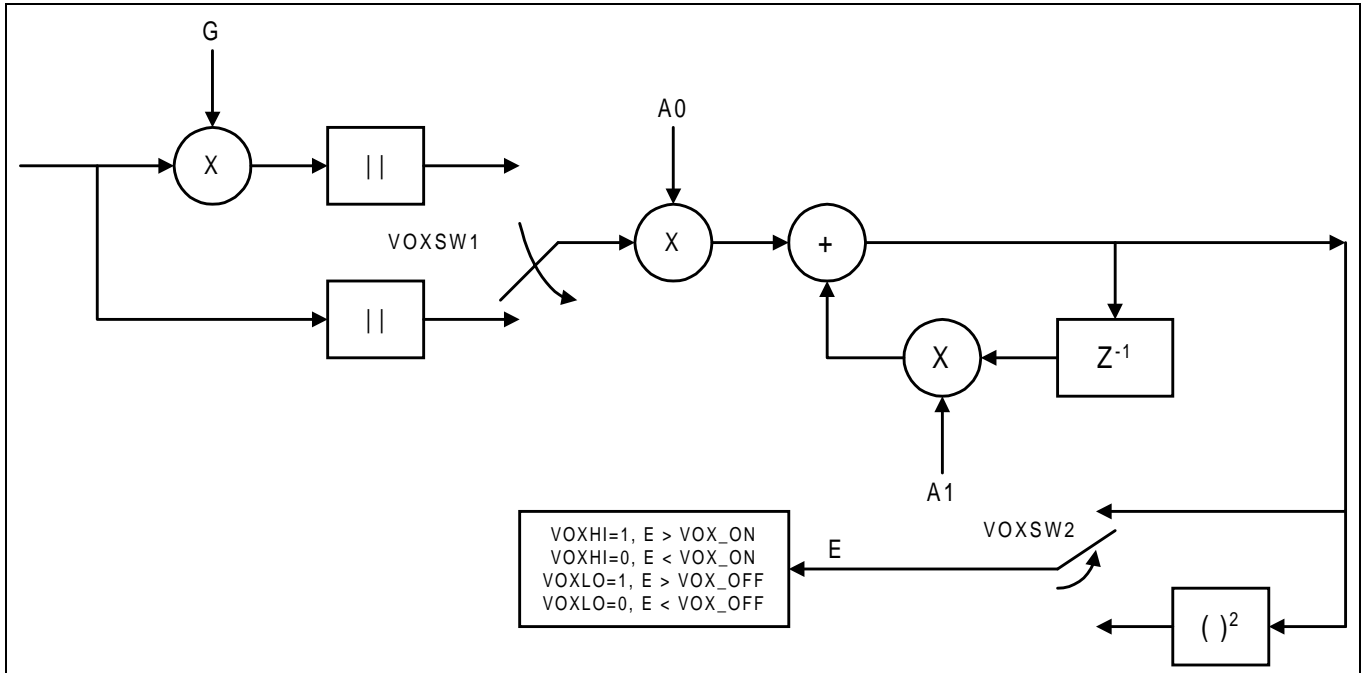 G
A0
X
| |
VOXSW1
X
+
| |
X
Z-1
A1
VOXHI=1, E > VOX_ON
VOXHI=0, E < VOX_ON
VOXLO=1, E > VOX_OFF
VOXLO=0, E < VOX_OFF
E
VOXSW2
( )2